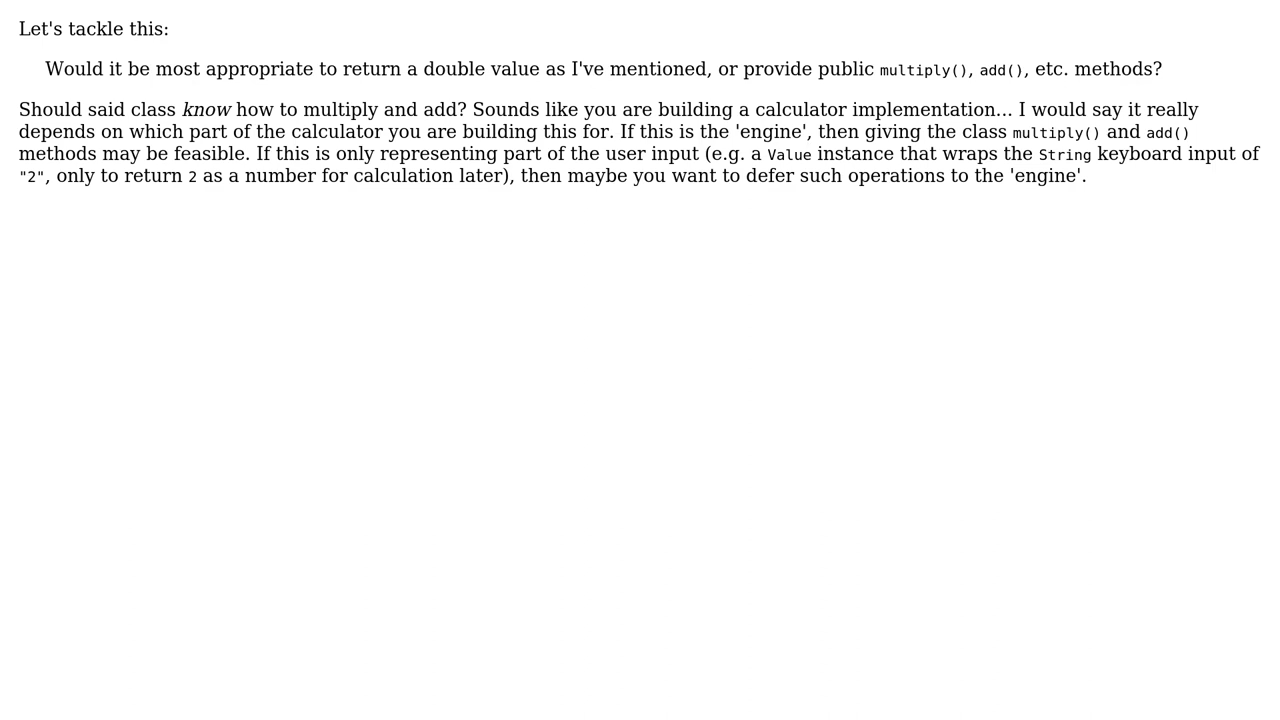 Let's tackle this:
Would it be most appropriate to return a double value as I've mentioned, or provide public multiply(), add(), etc. methods?
Should said class know how to multiply and add? Sounds like you are building a calculator implementation... I would say it really
depends on which part of the calculator you are building this for. If this is the 'engine', then giving the class multiply() and add()
methods may be feasible. If this is only representing part of the user input (e.g. a Value instance that wraps the String keyboard input of
"2", only to return 2 as a number for calculation later), then maybe you want to defer such operations to the 'engine'.